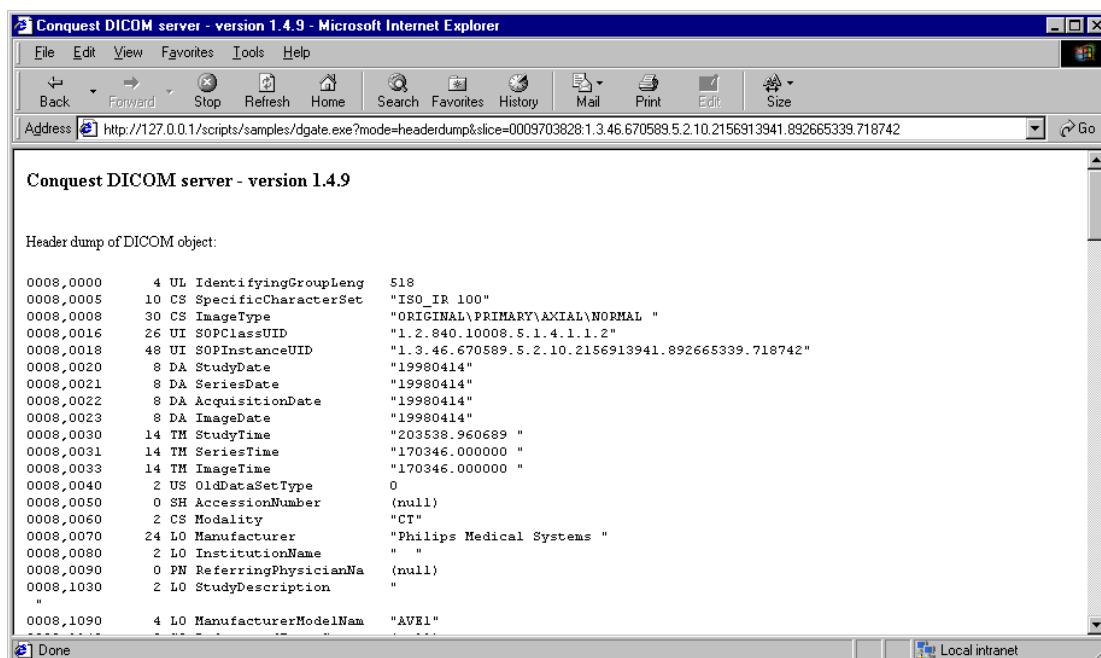 Conquest DICOM server - version 1.4.9 - Microsoft Internet Explorer
File Edit View Favorites Tools Help
Back Forward Stop Refresh Home Search Favorites History Mail Print Edit Size
Address http://127.0.0.1/scripts/samples/dgate.exe?mode=headerdump&slice=0009703828:1.3.46.670589.5.2.10.2156913941.892665339.718742 Go
Conquest DICOM server - version 1.4.9
Header dump of DICOM object:
0008,0000 4 UL IdentifyingGroupLeng 518
0008,0005 10 CS SpecificCharacterSet "ISO_IR 100"
0008,0008 30 CS ImageType "ORIGINAL\PRIMARY\AXIAL\NORMAL "
0008,0016 26 UI SOPClassUID "1.2.840.10008.5.1.4.1.1.2"
0008,0018 48 UI SOPInstanceUID "1.3.46.670589.5.2.10.2156913941.892665339.718742"
0008,0020 8 DA StudyDate "19980414"
0008,0021 8 DA SeriesDate "19980414"
0008,0022 8 DA AcquisitionDate "19980414"
0008,0023 8 DA ImageDate "19980414"
0008,0030 14 TM StudyTime "203538.960689 "
0008,0031 14 TM SeriesTime "170346.000000 "
0008,0033 14 TM ImageTime "170346.000000 "
0008,0040 2 US OldDataSetType 0
0008,0050 0 SH AccessionNumber (null)
0008,0060 2 CS Modality "CT"
0008,0070 24 LO Manufacturer "Philips Medical Systems "
0008,0080 2 LO InstitutionName "  "
0008,0090 0 PN ReferringPhysicianNa (null)
0008,1030 2 LO StudyDescription "
"
0008,1090 4 LO ManufacturerModelNam "AVE1"
Done Local intranet